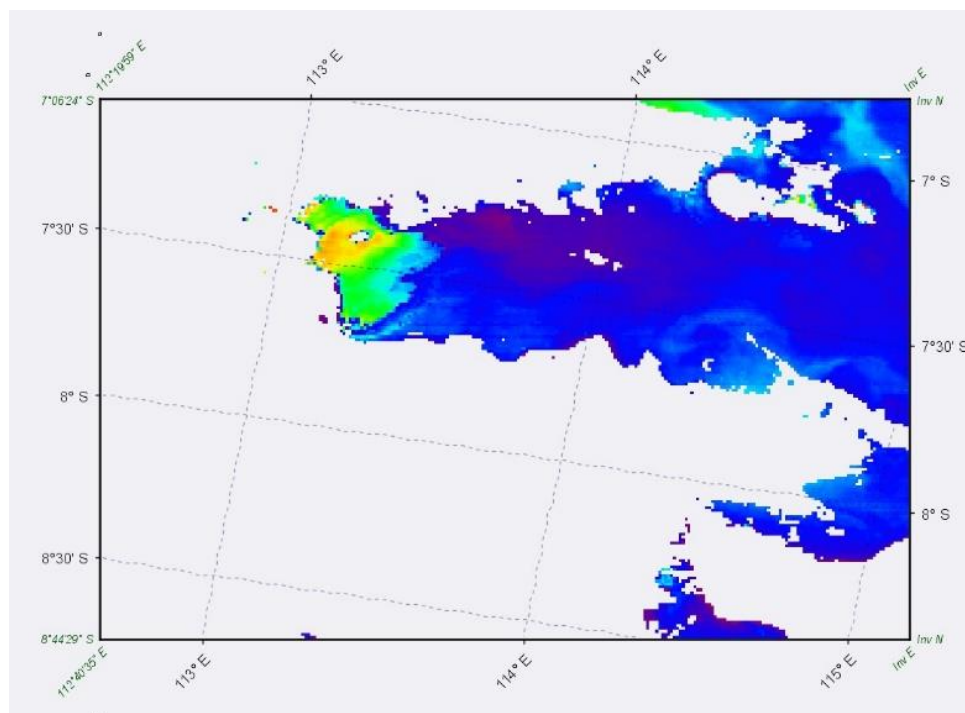 112°19'59" E
113° E
114° E
Inv E
7°06'24" S
Inv N
7° S
7°30' S
7°30' S
8° S
8° S
8°30' S
8°44'29" S
Inv N
112°40'35" E
113° E
114° E
115° E
Inv E